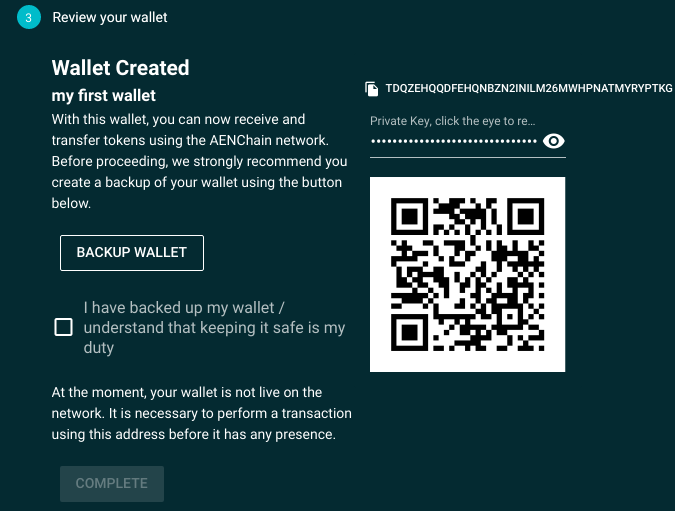 3 Review your wallet
Wallet Created
my first wallet
With this wallet, you can now receive and
transfer tokens using the AENChain network.
Before proceeding, we strongly recommend you
create a backup of your wallet using the button
below.
BACKUP WALLET
I have backed up my wallet /
understand that keeping it safe is my
duty
At the moment, your wallet is not live on the
network. It is necessary to perform a transaction
using this address before it has any presence.
COMPLETE
TDQZEHQQDFEHQNBZN2INILM26MWHPNATMYRYPTKG
Private Key, click the eye to re...